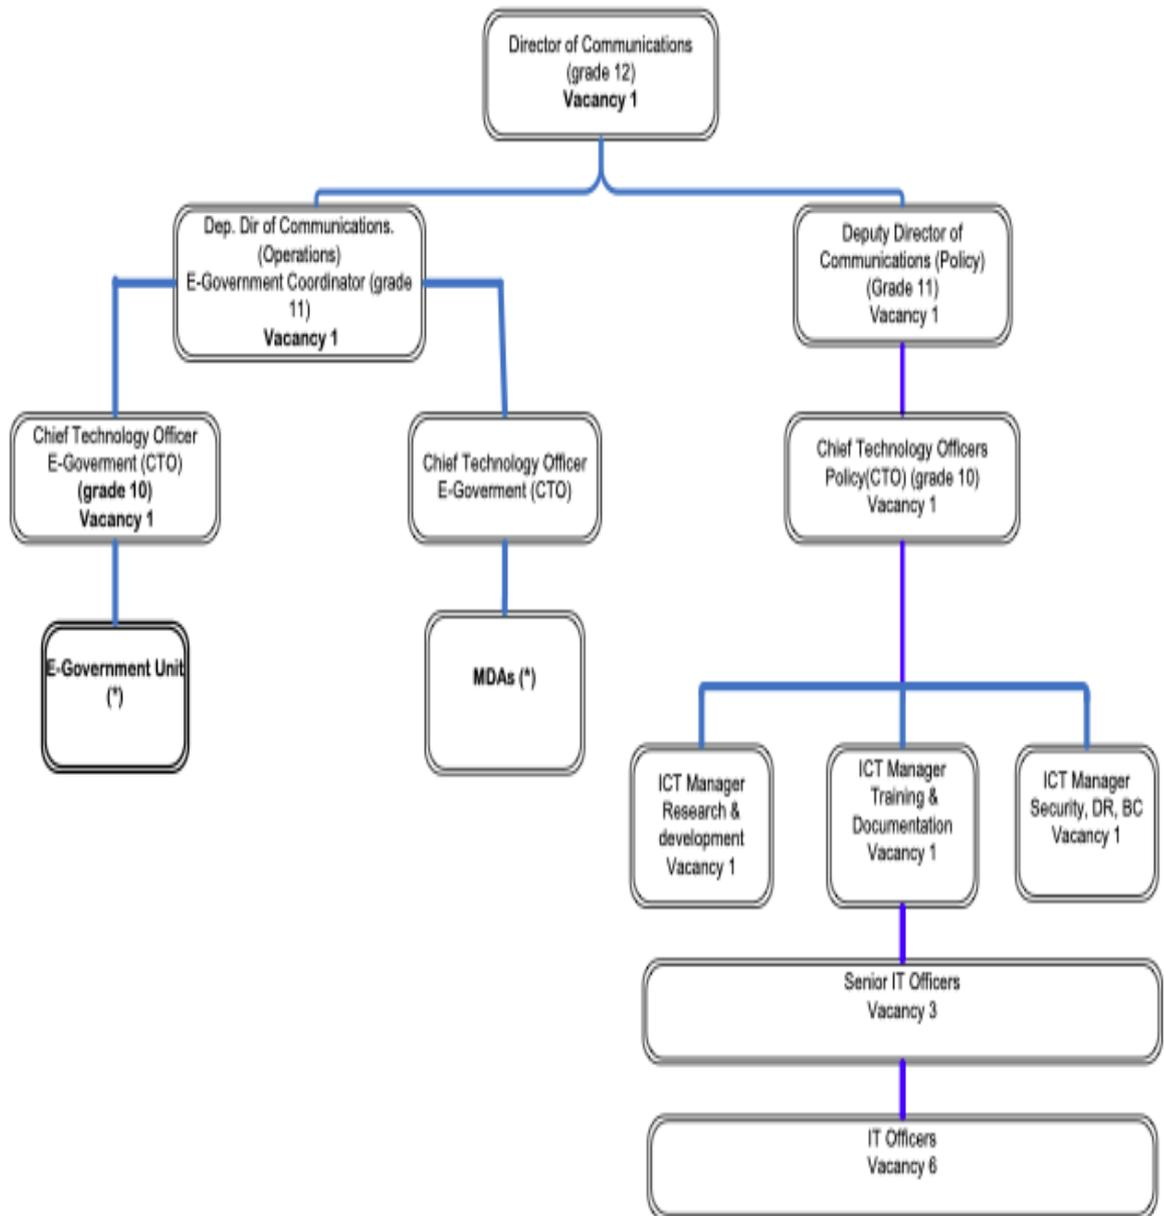 Director of Communications
(grade 12)
Vacancy 1
Dep. Dir of Communications.
(Operations)
E-Government Coordinator (grade
11)
Vacancy 1
Deputy Director of
Communications (Policy)
(Grade 11)
Vacancy 1
Chief Technology Officer
E-Goverment (CTO)
(grade 10)
Vacancy 1
Chief Technology Officer
E-Goverment (CTO)
Chief Technology Officers
Policy(CTO) (grade 10)
Vacancy 1
E-Government Unit
(*)
MDAs (*)
ICT Manager
Research &
development
Vacancy 1
ICT Manager
Training &
Documentation
Vacancy 1
ICT Manager
Security, DR, BC
Vacancy 1
Senior IT Officers
Vacancy 3
IT Officers
Vacancy 6